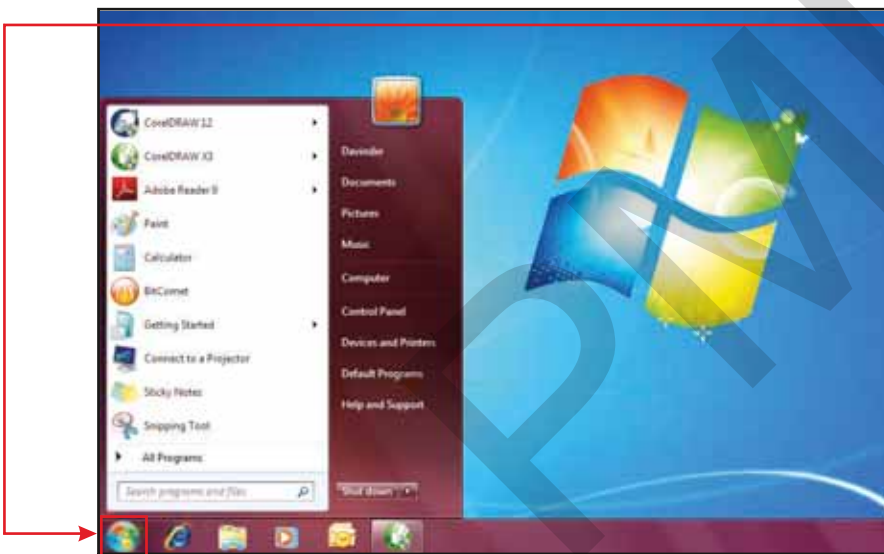 CorelDRAW 12
CorelDRAW X3
Adobe Reader 9
Paint
Calculator
BitComet
Getting Started
Connect to a Projector
Sticky Notes
Snipping Tool
All Programs
Search programs and files
Davinder
Documents
Pictures
Music
Computer
Control Panel
Devices and Printers
Default Programs
Help and Support
Shut down